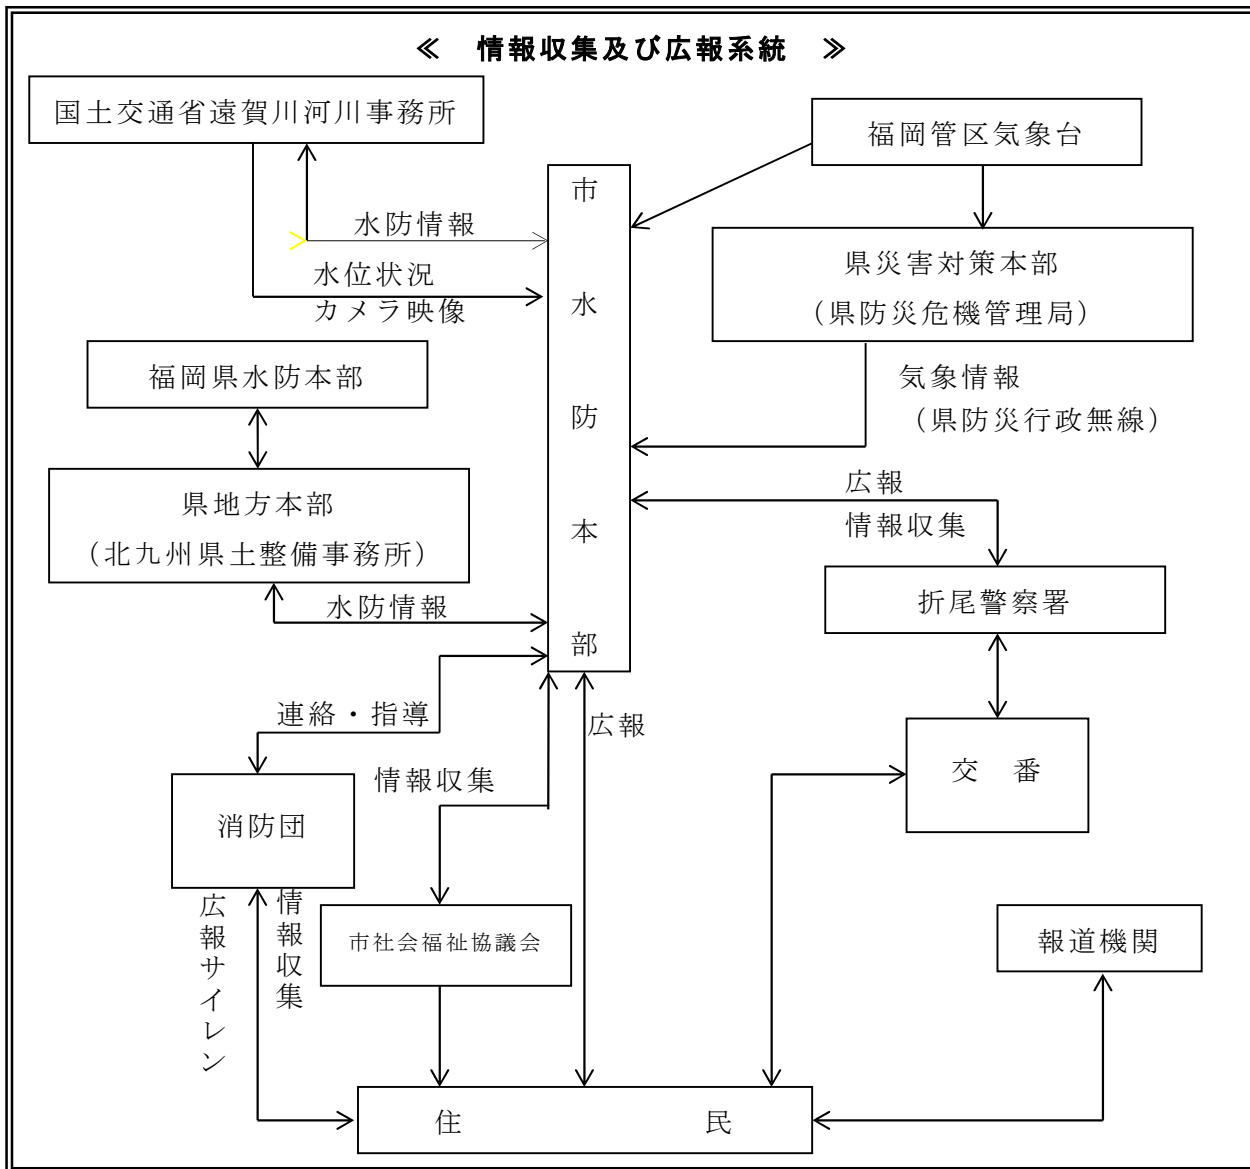 ≪　情報収集及び広報系統　≫
国土交通省遠賀川河川事務所
福岡管区気象台
市水防本部
水防情報
水位状況
カメラ映像
県災害対策本部
（県防災危機管理局）
気象情報
（県防災行政無線）
福岡県水防本部
県地方本部
（北九州県土整備事務所）
水防情報
広報
情報収集
折尾警察署
連絡・指導
広報
情報収集
交　番
消防団
広報サイレン
情報収集
市社会福祉協議会
報道機関
住　民